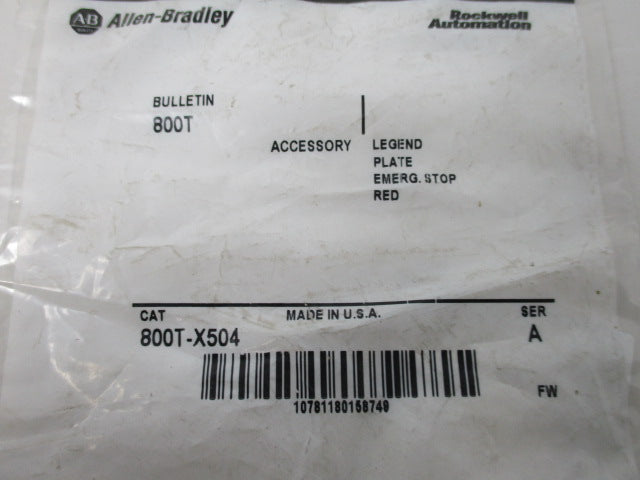 AB Allen-Bradley
Rockwell
Automation
BULLETIN
800T
ACCESSORY LEGEND
PLATE
EMERG. STOP
RED
CAT MADE IN U.S.A. SER
800T-X504 A
10781180156749
FW